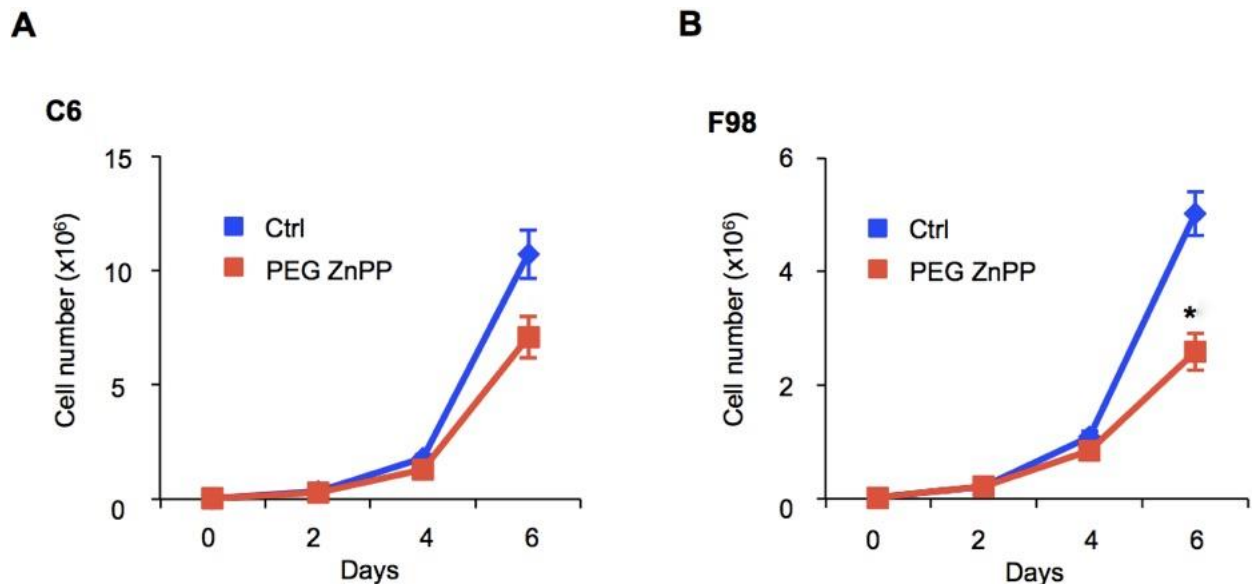 A
C6
Cell number (x10⁶)
15
10
5
0
Ctrl
PEG ZnPP
0 2 4 6
Days
B
F98
Cell number (x10⁶)
6
4
2
0
Ctrl
PEG ZnPP
*
0 2 4 6
Days